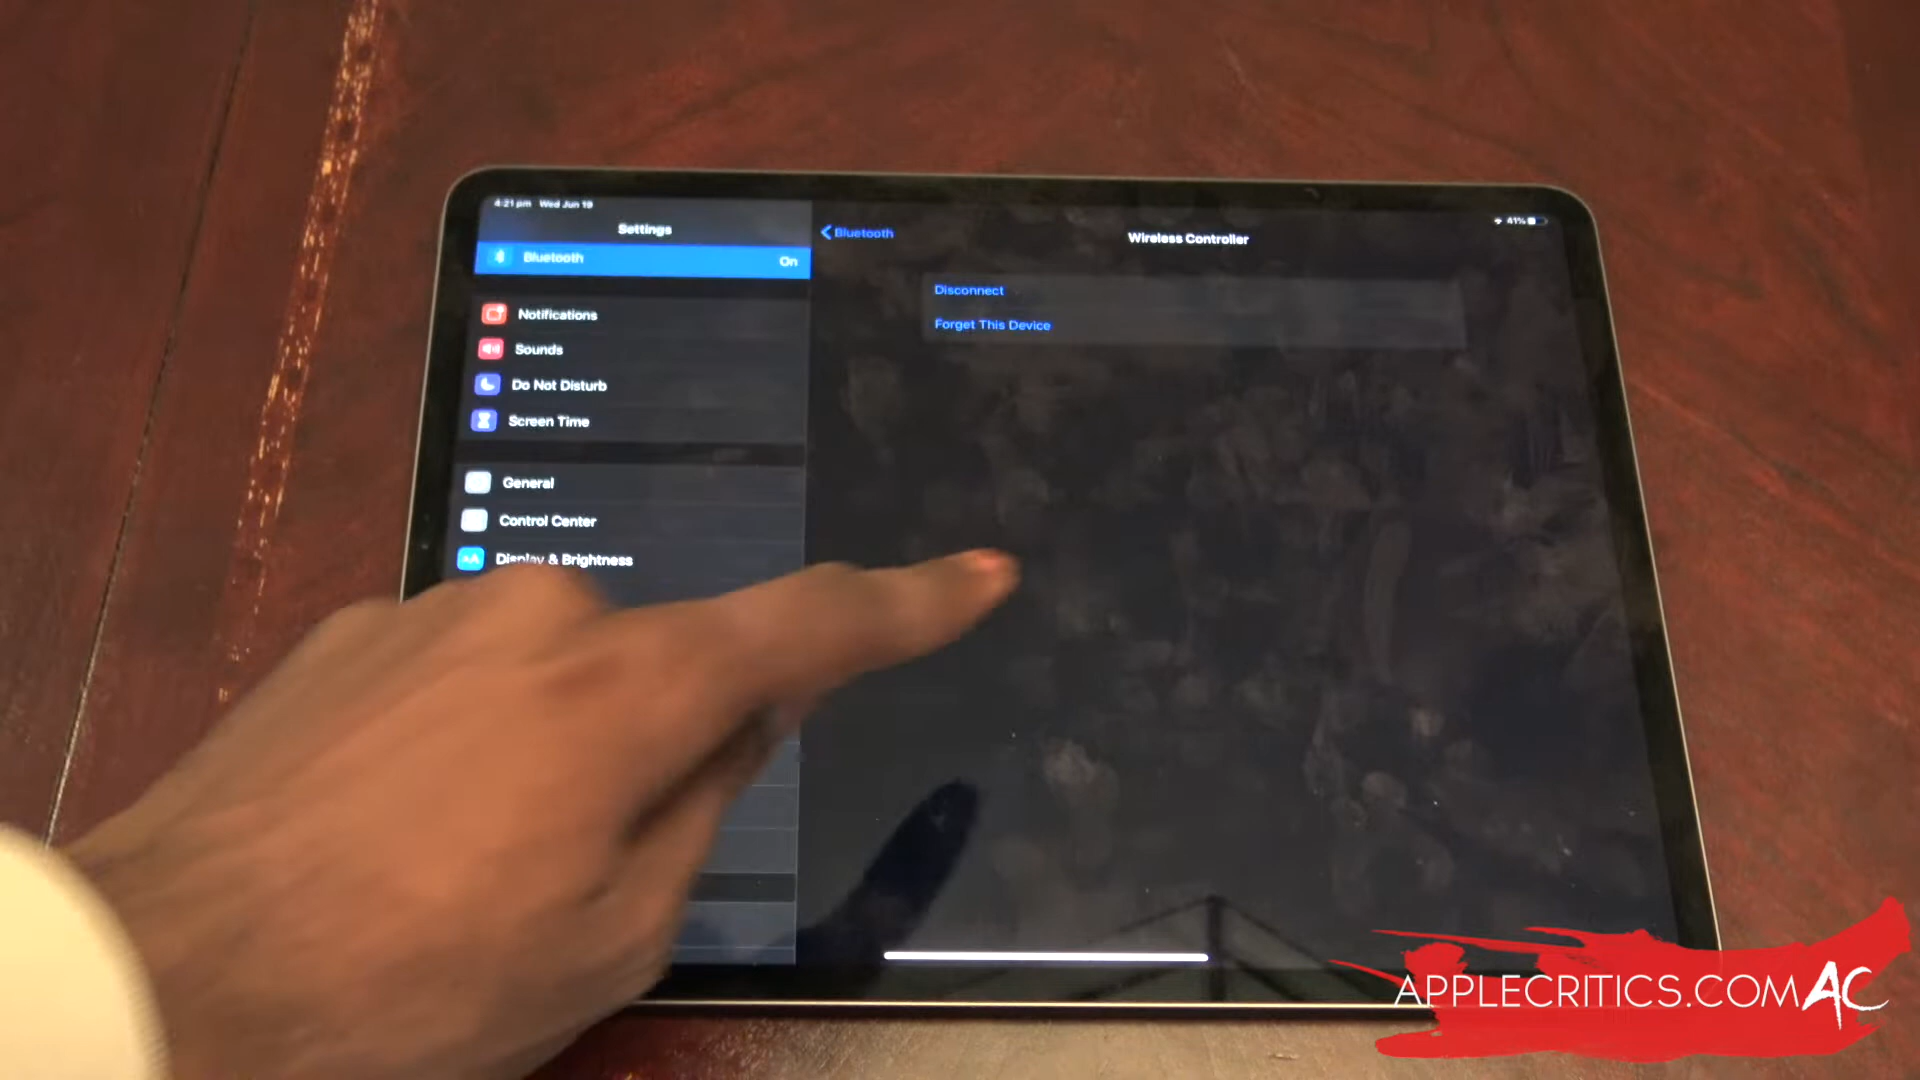 4:21 pm Wed Jun 19
41%
Settings
Bluetooth
On
Notifications
Sounds
Do Not Disturb
Screen Time
General
Control Center
Display & Brightness
Bluetooth
Wireless Controller
Disconnect
Forget This Device
APPLECRITICS.COM AC